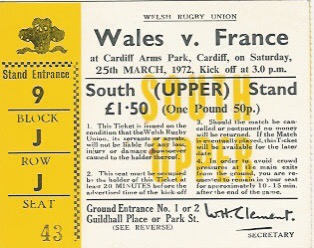 WELSH RUGBY UNION
Wales v. France
at Cardiff Arms Park, Cardiff, on Saturday,
25th MARCH, 1972, Kick off at 3.0 p.m.
Stand Entrance
9
BLOCK
J
ROW
J
SEAT
43
South (UPPER) Stand
£1·50 (One Pound 50p.)
SOUTH
1. This Ticket is issued on the
condition that the Welsh Rugby
Union, its servants or agents
will not be liable for any loss
injury or damage however
caused to the holder thereof.
2. This seat must be occupied
by the holder of this Ticket at
least 20 MINUTES before the
advertised time of the kick off
3. Should the match be can-
celled or postponed no money
will be returned. If the Match
is eventually played, this Ticket
will be available for the later
date
4. In order to avoid crowd
pressures at the main exits
from the ground, you are re-
quested to remain in your seat
for approximately 10 - 15 min.
after the end of the game.
Ground Entrance No. 1 or 2
Guildhall Place or Park St.
(SEE REVERSE)
W.H. Clement.
SECRETARY